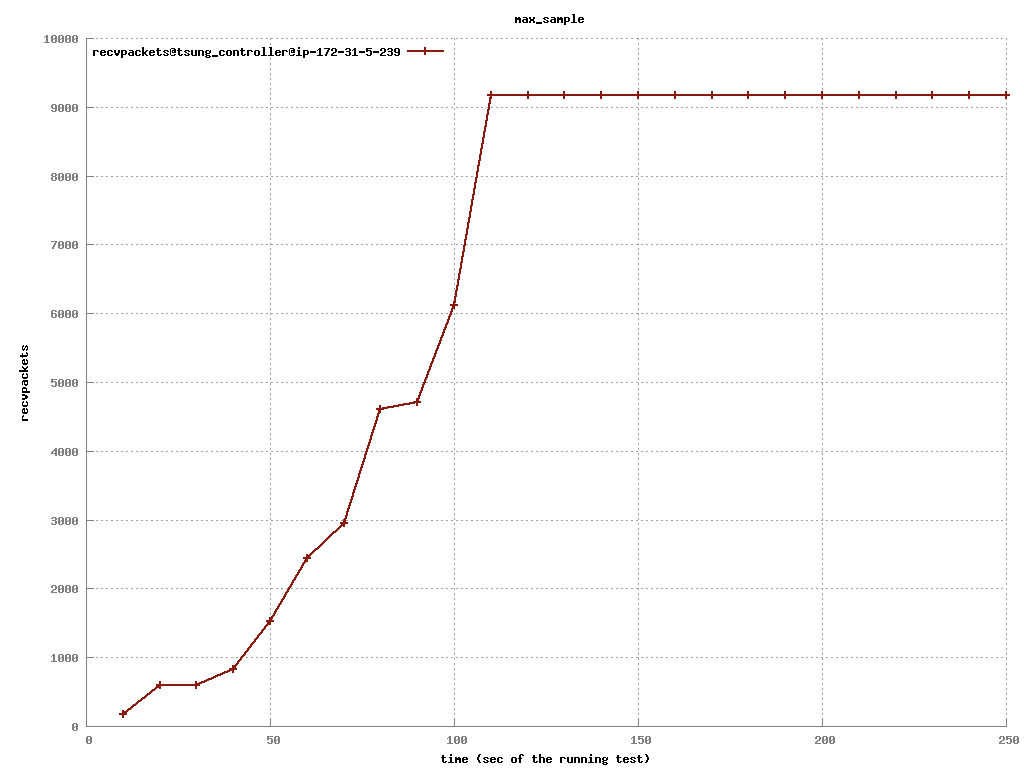 max_sample
10000
recvpackets@tsung_controller@ip-172-31-5-239
9000
8000
7000
6000
recvpackets
5000
4000
3000
2000
1000
0
0 50 100 150 200 250
time (sec of the running test)